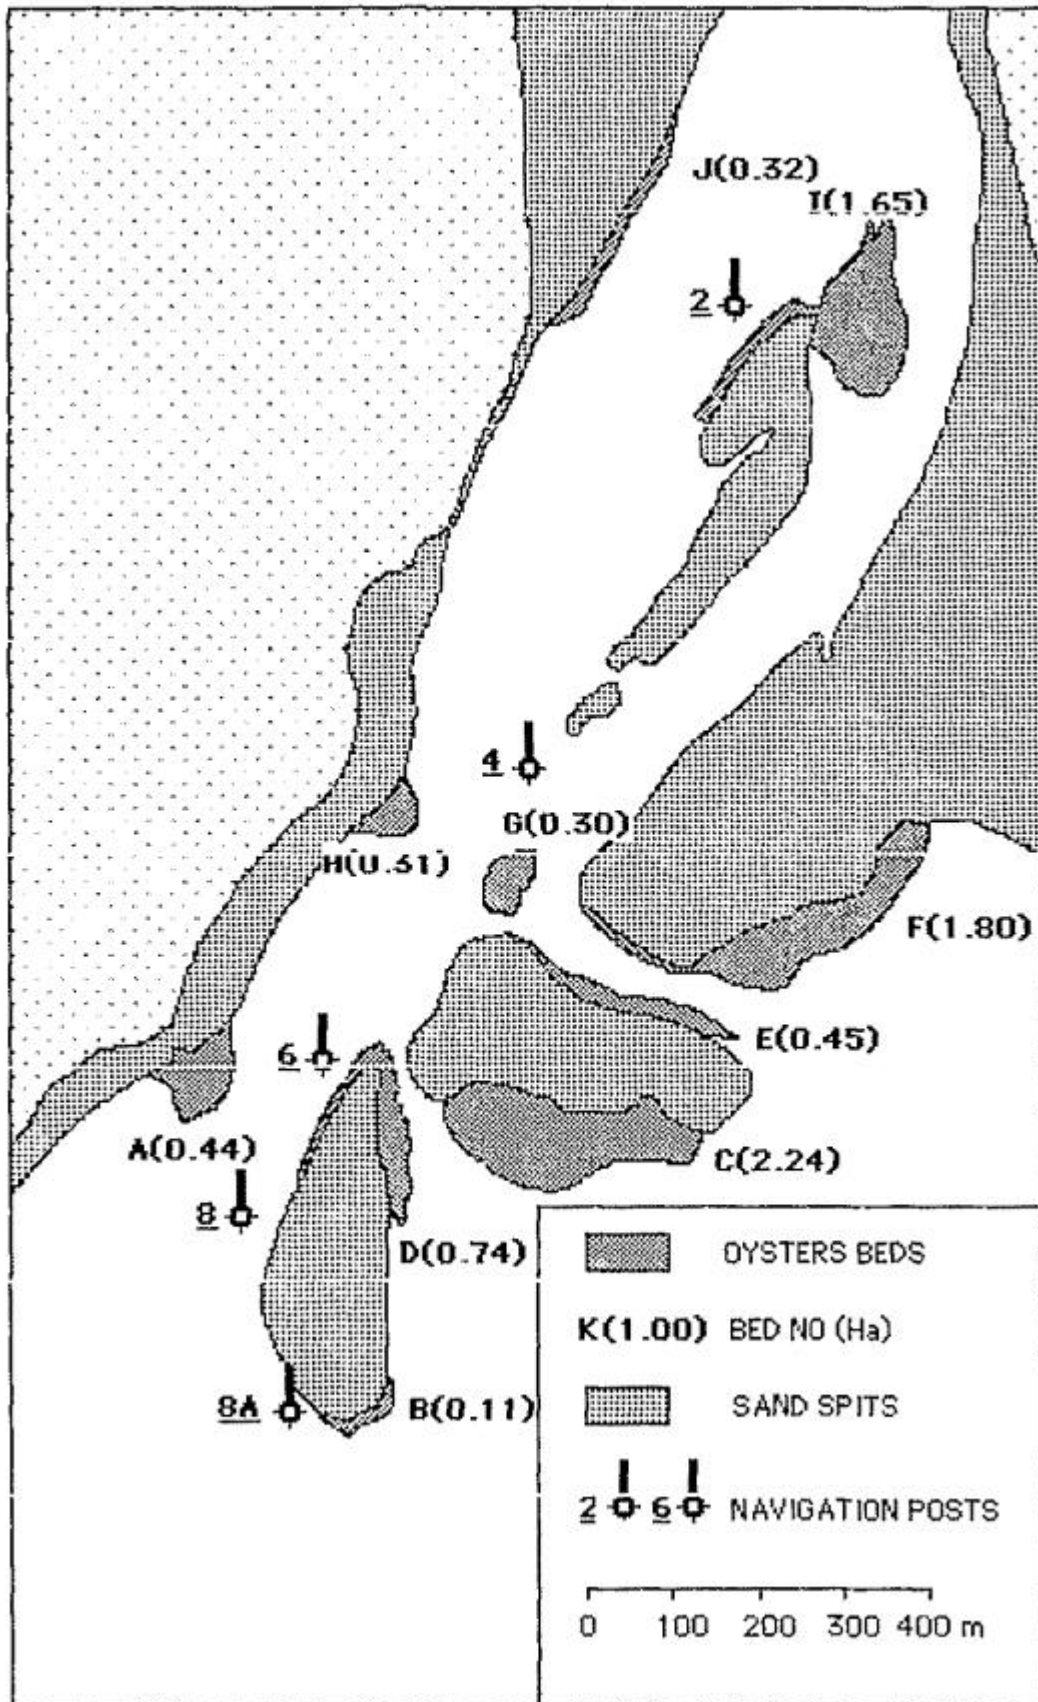 J(0.32)
I(1.65)
2
4
G(0.30)
H(0.31)
F(1.80)
6
E(0.45)
A(0.44)
C(2.24)
8
D(0.74)
OYSTERS BEDS
K(1.00) BED NO (Ha)
8A
B(0.11)
SAND SPITS
2 6 NAVIGATION POSTS
0 100 200 300 400 m